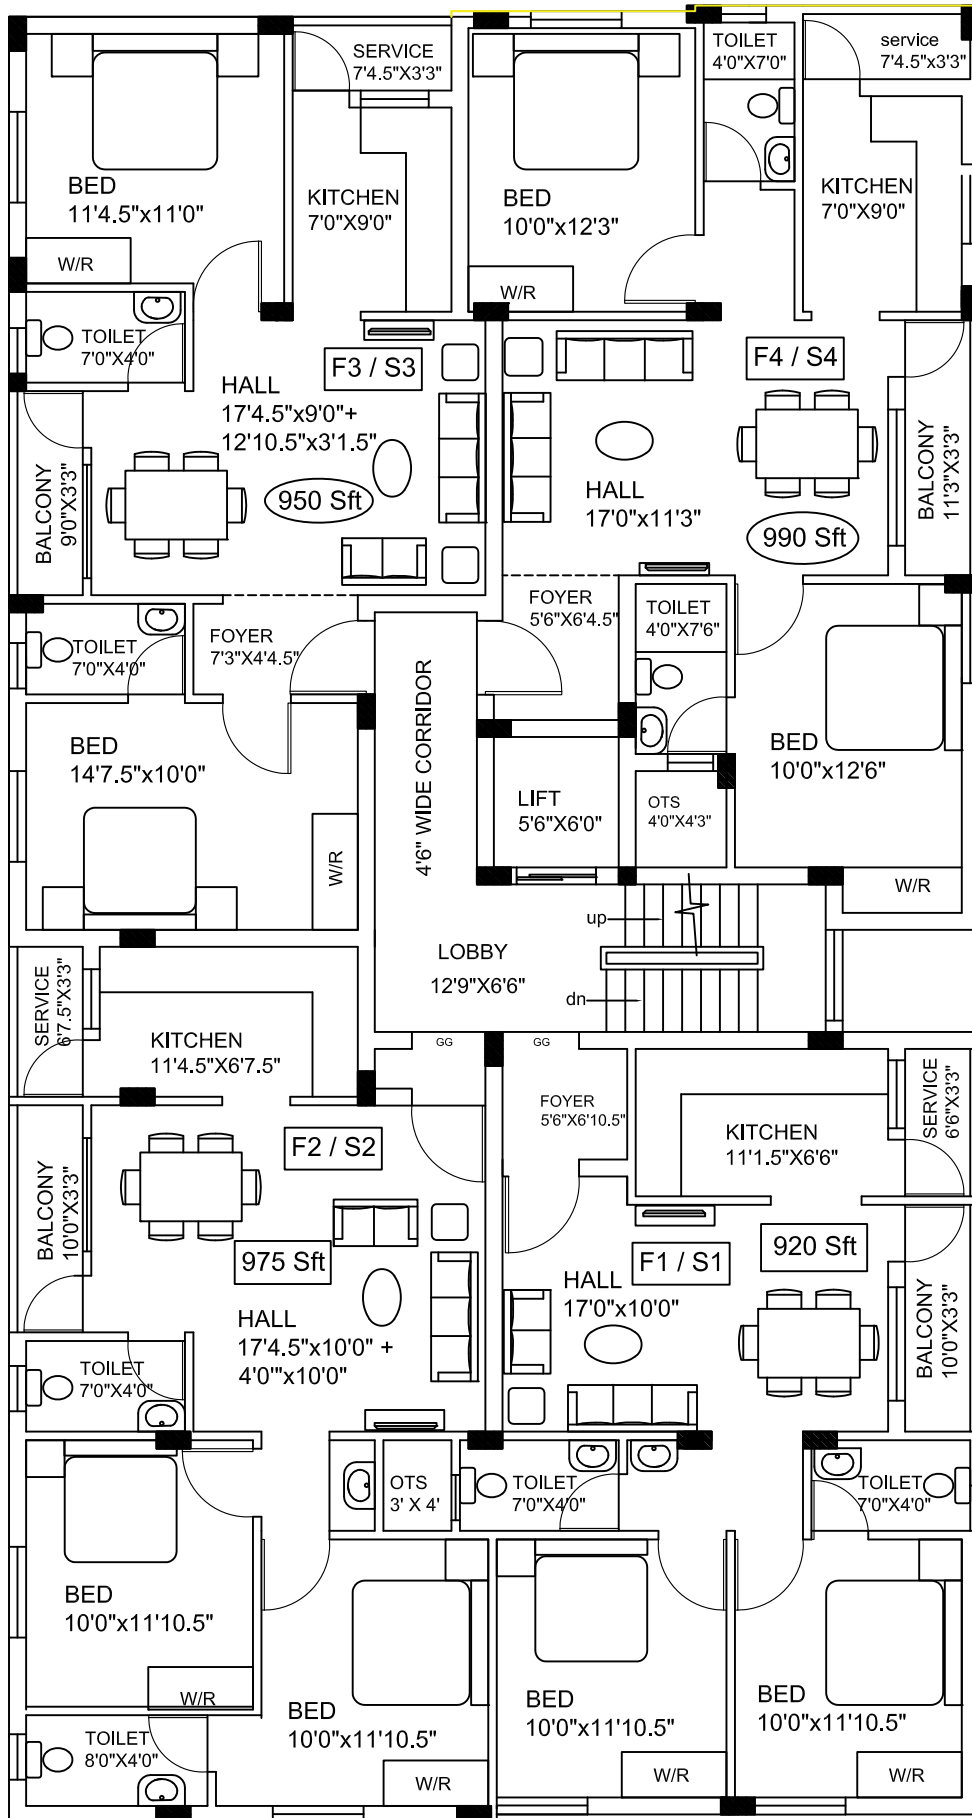 SERVICE
7'4.5"X3'3"
TOILET
4'0"X7'0"
service
7'4.5"x3'3"
BED
11'4.5"x11'0"
KITCHEN
7'0"X9'0"
BED
10'0"x12'3"
KITCHEN
7'0"X9'0"
W/R
W/R
TOILET
7'0"X4'0"
F3 / S3
F4 / S4
HALL
17'4.5"x9'0"+
12'10.5"x3'1.5"
950 Sft
BALCONY
9'0"X3'3"
HALL
17'0"x11'3"
990 Sft
BALCONY
11'3"X3'3"
FOYER
5'6"X6'4.5"
TOILET
4'0"X7'6"
TOILET
7'0"X4'0"
FOYER
7'3"X4'4.5"
4'6" WIDE CORRIDOR
BED
14'7.5"x10'0"
BED
10'0"x12'6"
LIFT
5'6"X6'0"
OTS
4'0"X4'3"
W/R
W/R
up
LOBBY
12'9"X6'6"
dn
SERVICE
6'7.5"X3'3"
KITCHEN
11'4.5"X6'7.5"
GG
GG
FOYER
5'6"X6'10.5"
KITCHEN
11'1.5"X6'6"
SERVICE
6'6"X3'3"
F2 / S2
BALCONY
10'0"X3'3"
975 Sft
HALL
17'4.5"x10'0" +
4'0'"x10'0"
F1 / S1
920 Sft
HALL
17'0"x10'0"
BALCONY
10'0"X3'3"
TOILET
7'0"X4'0"
OTS
3' X 4'
TOILET
7'0"X4'0"
TOILET
7'0"X4'0"
BED
10'0"x11'10.5"
W/R
BED
10'0"x11'10.5"
BED
10'0"x11'10.5"
BED
10'0"x11'10.5"
TOILET
8'0"X4'0"
W/R
W/R
W/R